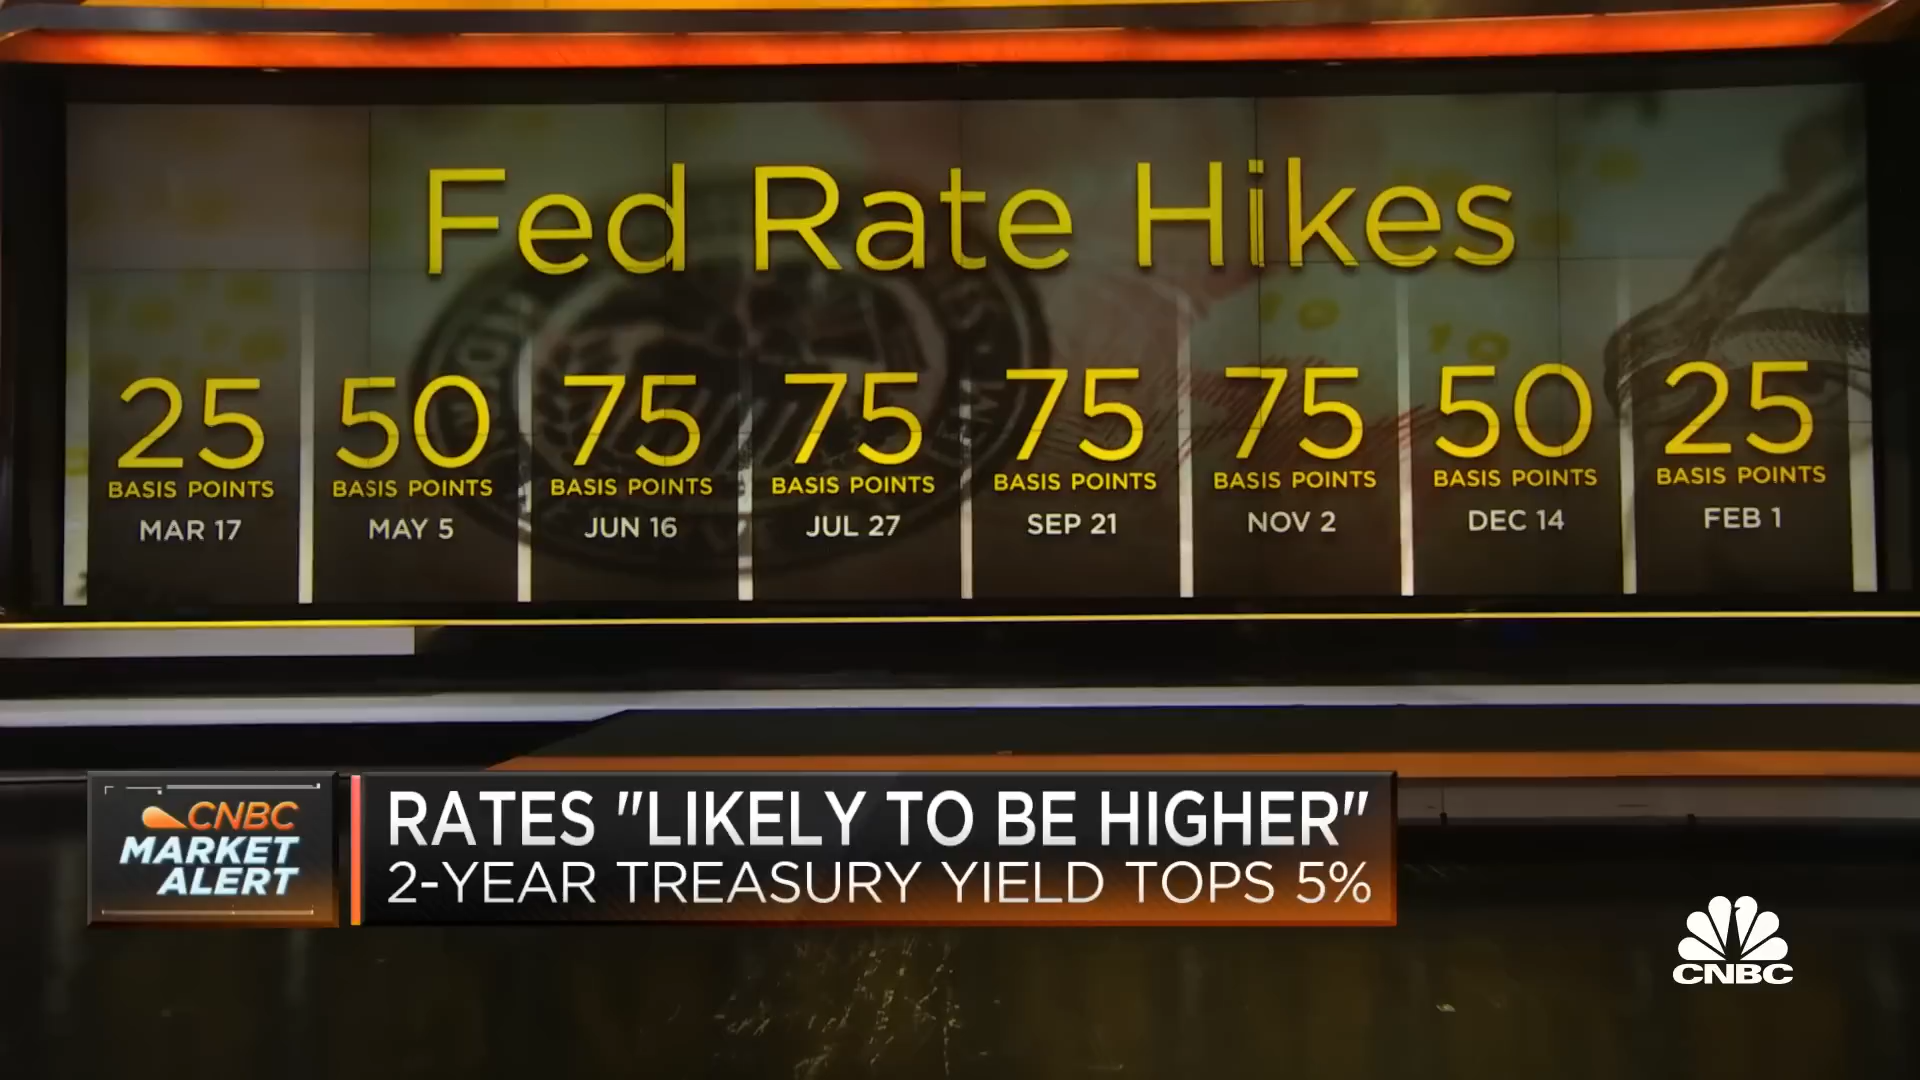 Fed Rate Hikes
25 50 75 75 75 75 50 25
BASIS POINTS BASIS POINTS BASIS POINTS BASIS POINTS BASIS POINTS BASIS POINTS BASIS POINTS BASIS POINTS
MAR 17 MAY 5 JUN 16 JUL 27 SEP 21 NOV 2 DEC 14 FEB 1
CNBC
MARKET
ALERT
RATES "LIKELY TO BE HIGHER"
2-YEAR TREASURY YIELD TOPS 5%
CNBC